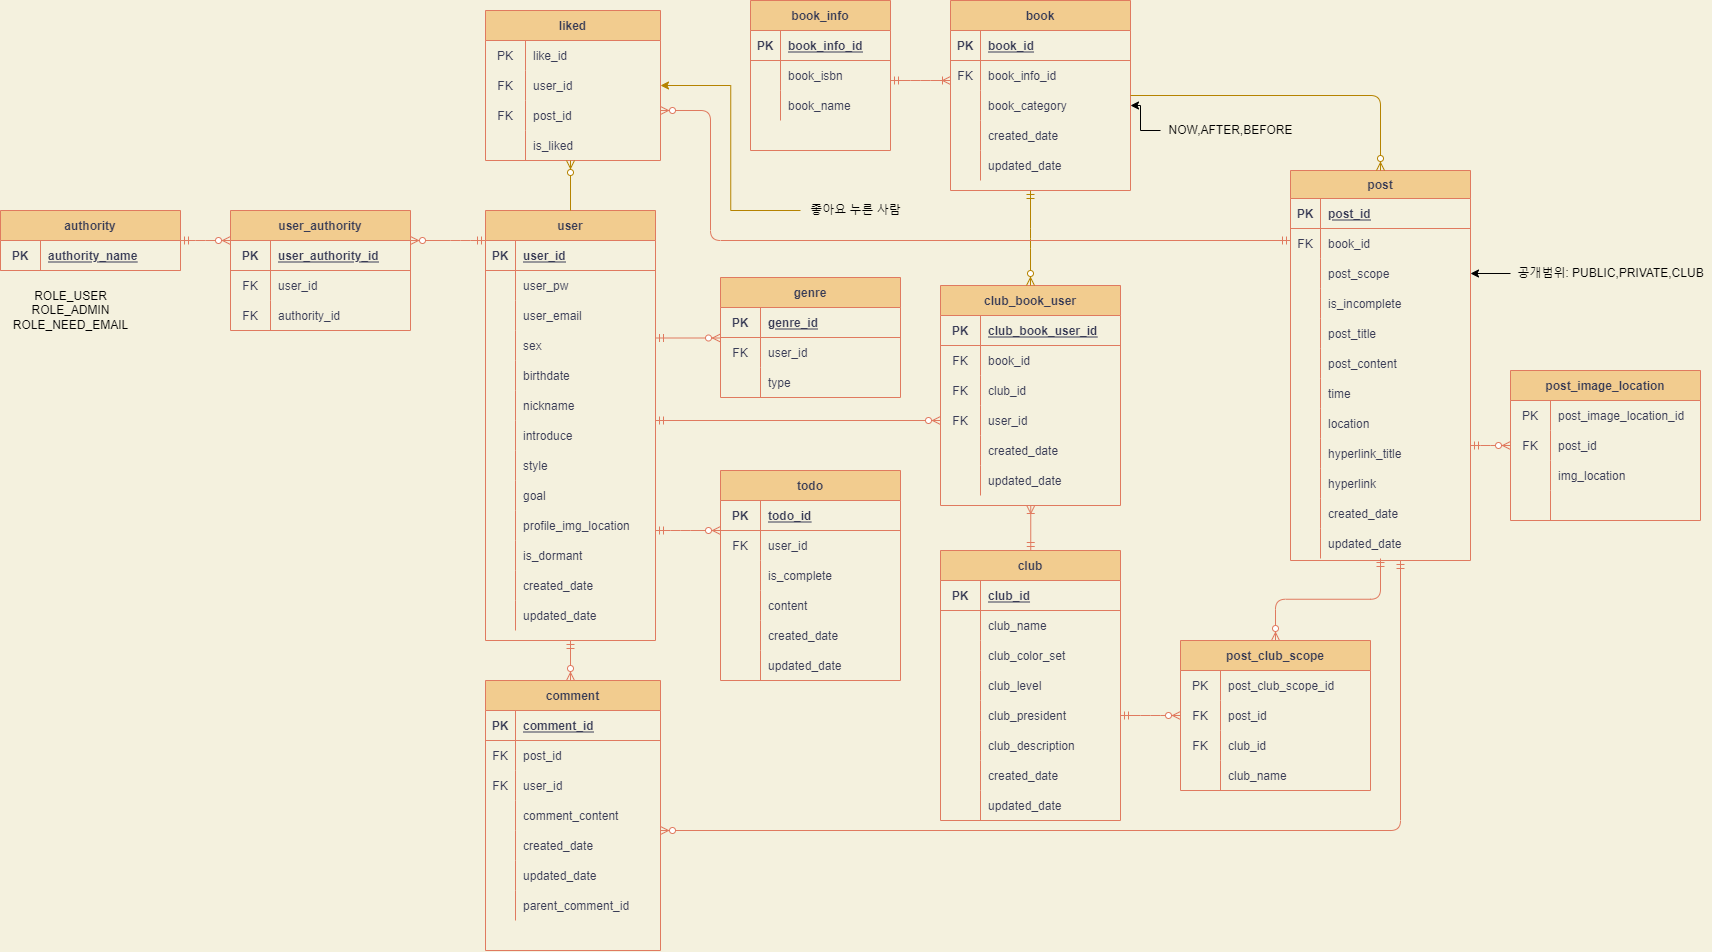 liked
PK like_id
FK user_id
FK post_id
is_liked
book_info
PK book_info_id
book_isbn
book_name
book
PK book_id
FK book_info_id
book_category
created_date
updated_date
NOW,AFTER,BEFORE
좋아요 누른 사람
authority
PK authority_name
ROLE_USER
ROLE_ADMIN
ROLE_NEED_EMAIL
user_authority
PK user_authority_id
FK user_id
FK authority_id
user
PK user_id
user_pw
user_email
sex
birthdate
nickname
introduce
style
goal
profile_img_location
is_dormant
created_date
updated_date
genre
PK genre_id
FK user_id
type
todo
PK todo_id
FK user_id
is_complete
content
created_date
updated_date
club_book_user
PK club_book_user_id
FK book_id
FK club_id
FK user_id
created_date
updated_date
post
PK post_id
FK book_id
post_scope
is_incomplete
post_title
post_content
time
location
hyperlink_title
hyperlink
created_date
updated_date
공개범위: PUBLIC,PRIVATE,CLUB
post_image_location
PK post_image_location_id
FK post_id
img_location
club
PK club_id
club_name
club_color_set
club_level
club_president
club_description
created_date
updated_date
post_club_scope
PK post_club_scope_id
FK post_id
FK club_id
club_name
comment
PK comment_id
FK post_id
FK user_id
comment_content
created_date
updated_date
parent_comment_id